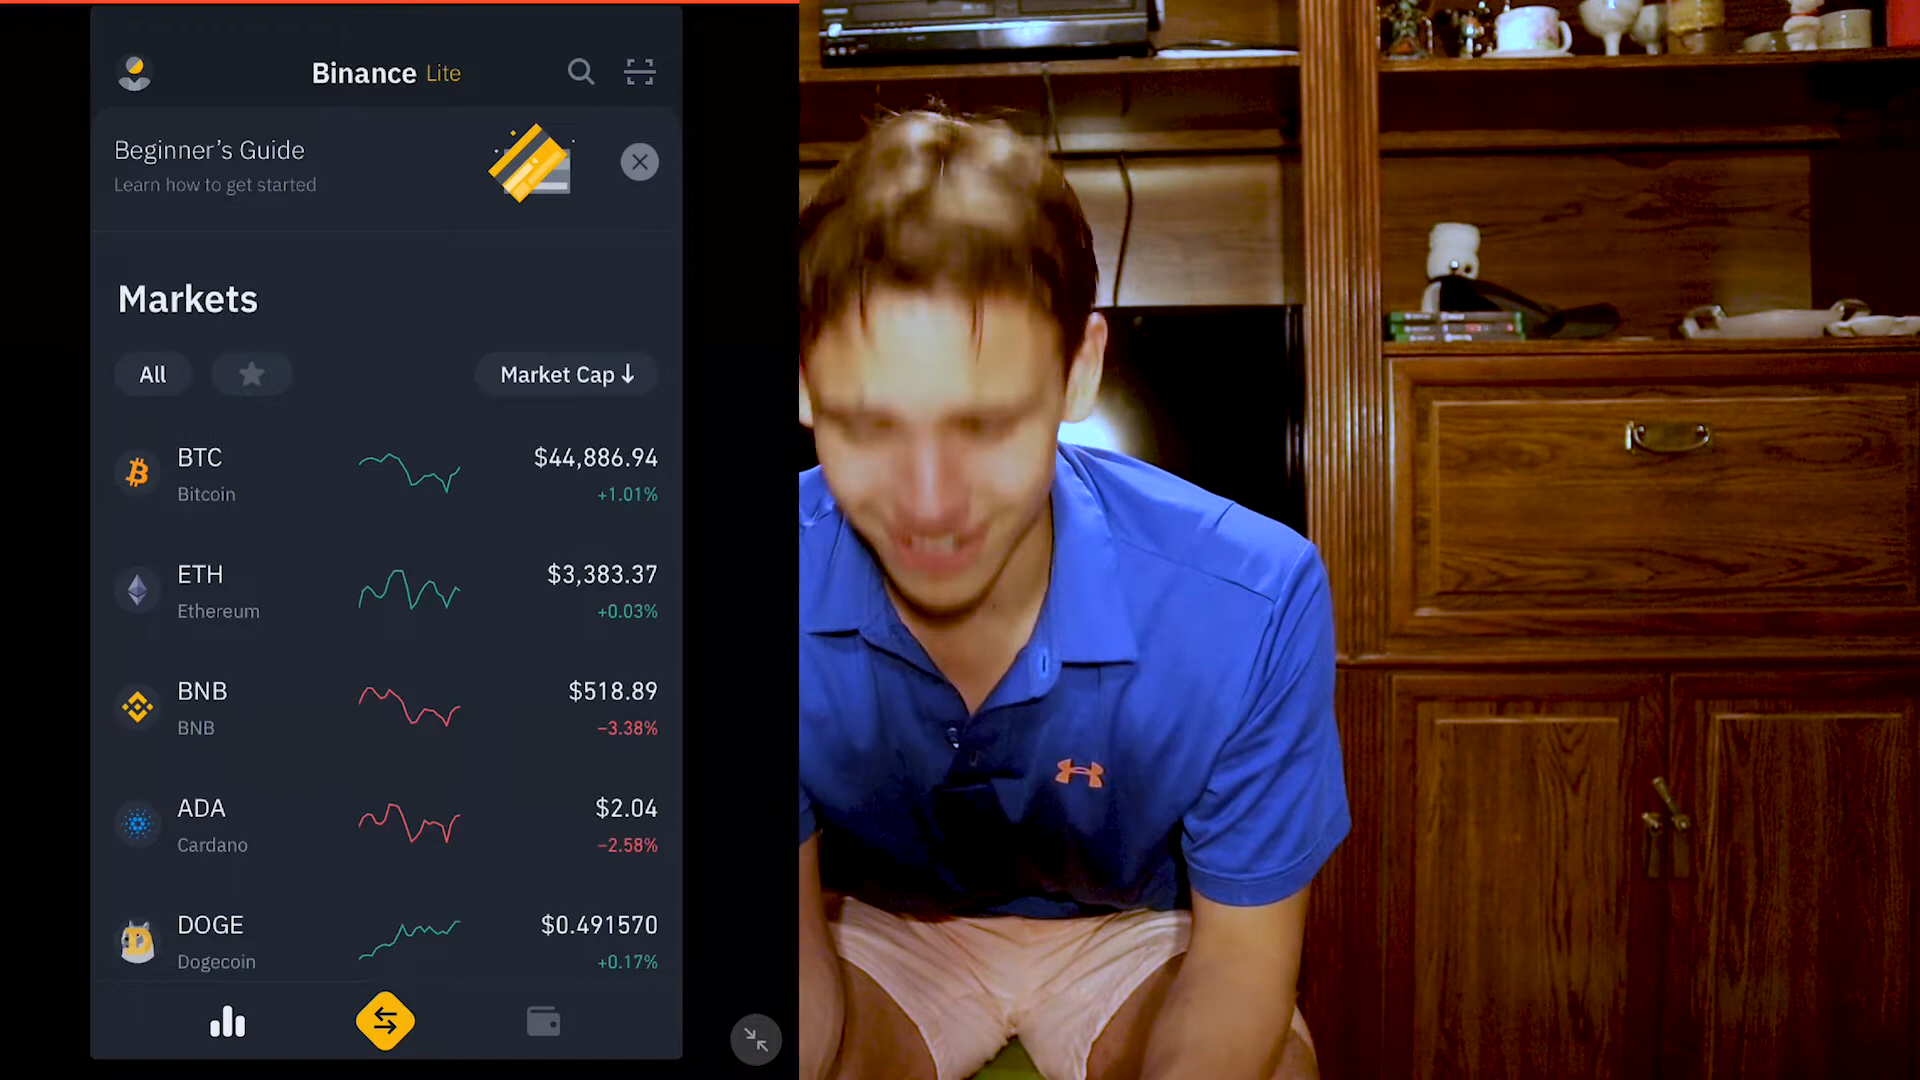 Binance Lite
Beginner's Guide
Learn how to get started
Markets
All
Market Cap ↓
BTC
$44,886.94
Bitcoin
+1.01%
ETH
$3,383.37
Ethereum
+0.03%
BNB
$518.89
BNB
−3.38%
ADA
$2.04
Cardano
−2.58%
DOGE
$0.491570
Dogecoin
+0.17%